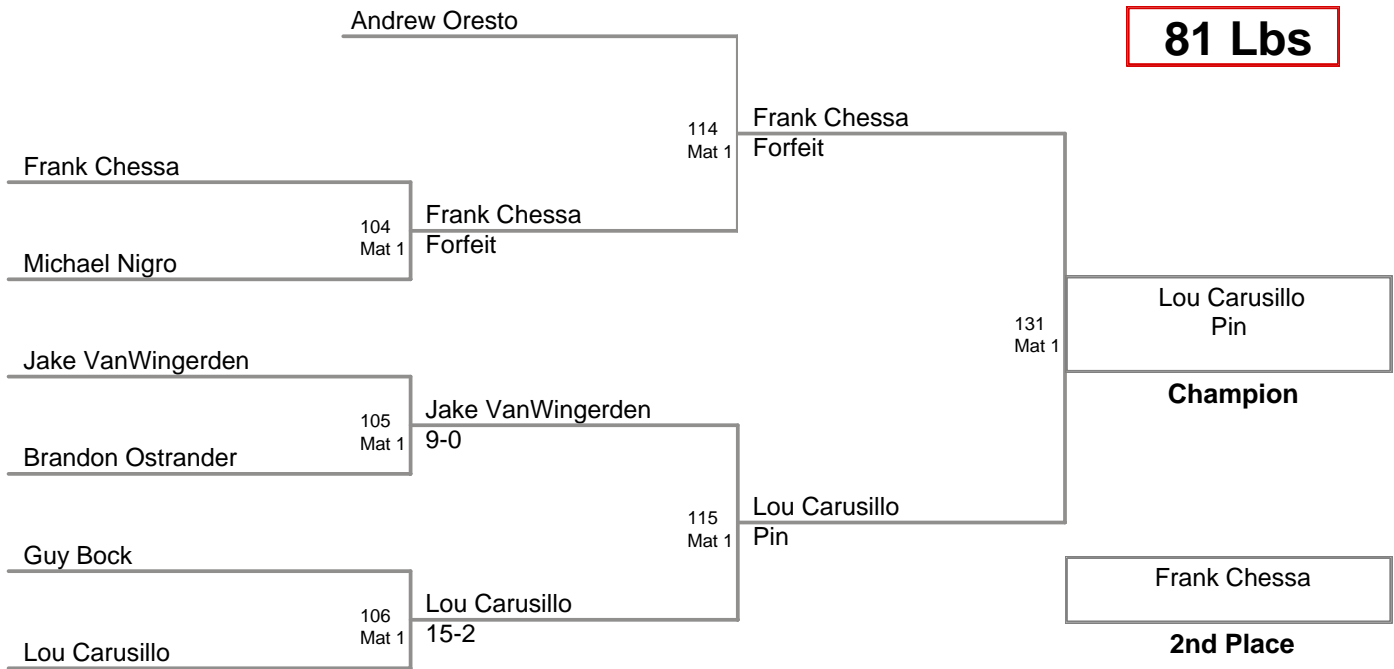 Andrew Oresto
81 Lbs
114
Mat 1
Frank Chessa
Forfeit
Frank Chessa
104
Mat 1
Frank Chessa
Forfeit
Michael Nigro
Lou Carusillo
Pin
131
Mat 1
Champion
Jake VanWingerden
105
Mat 1
Jake VanWingerden
9-0
Brandon Ostrander
115
Mat 1
Lou Carusillo
Pin
Guy Bock
106
Mat 1
Lou Carusillo
15-2
Lou Carusillo
Frank Chessa
2nd Place